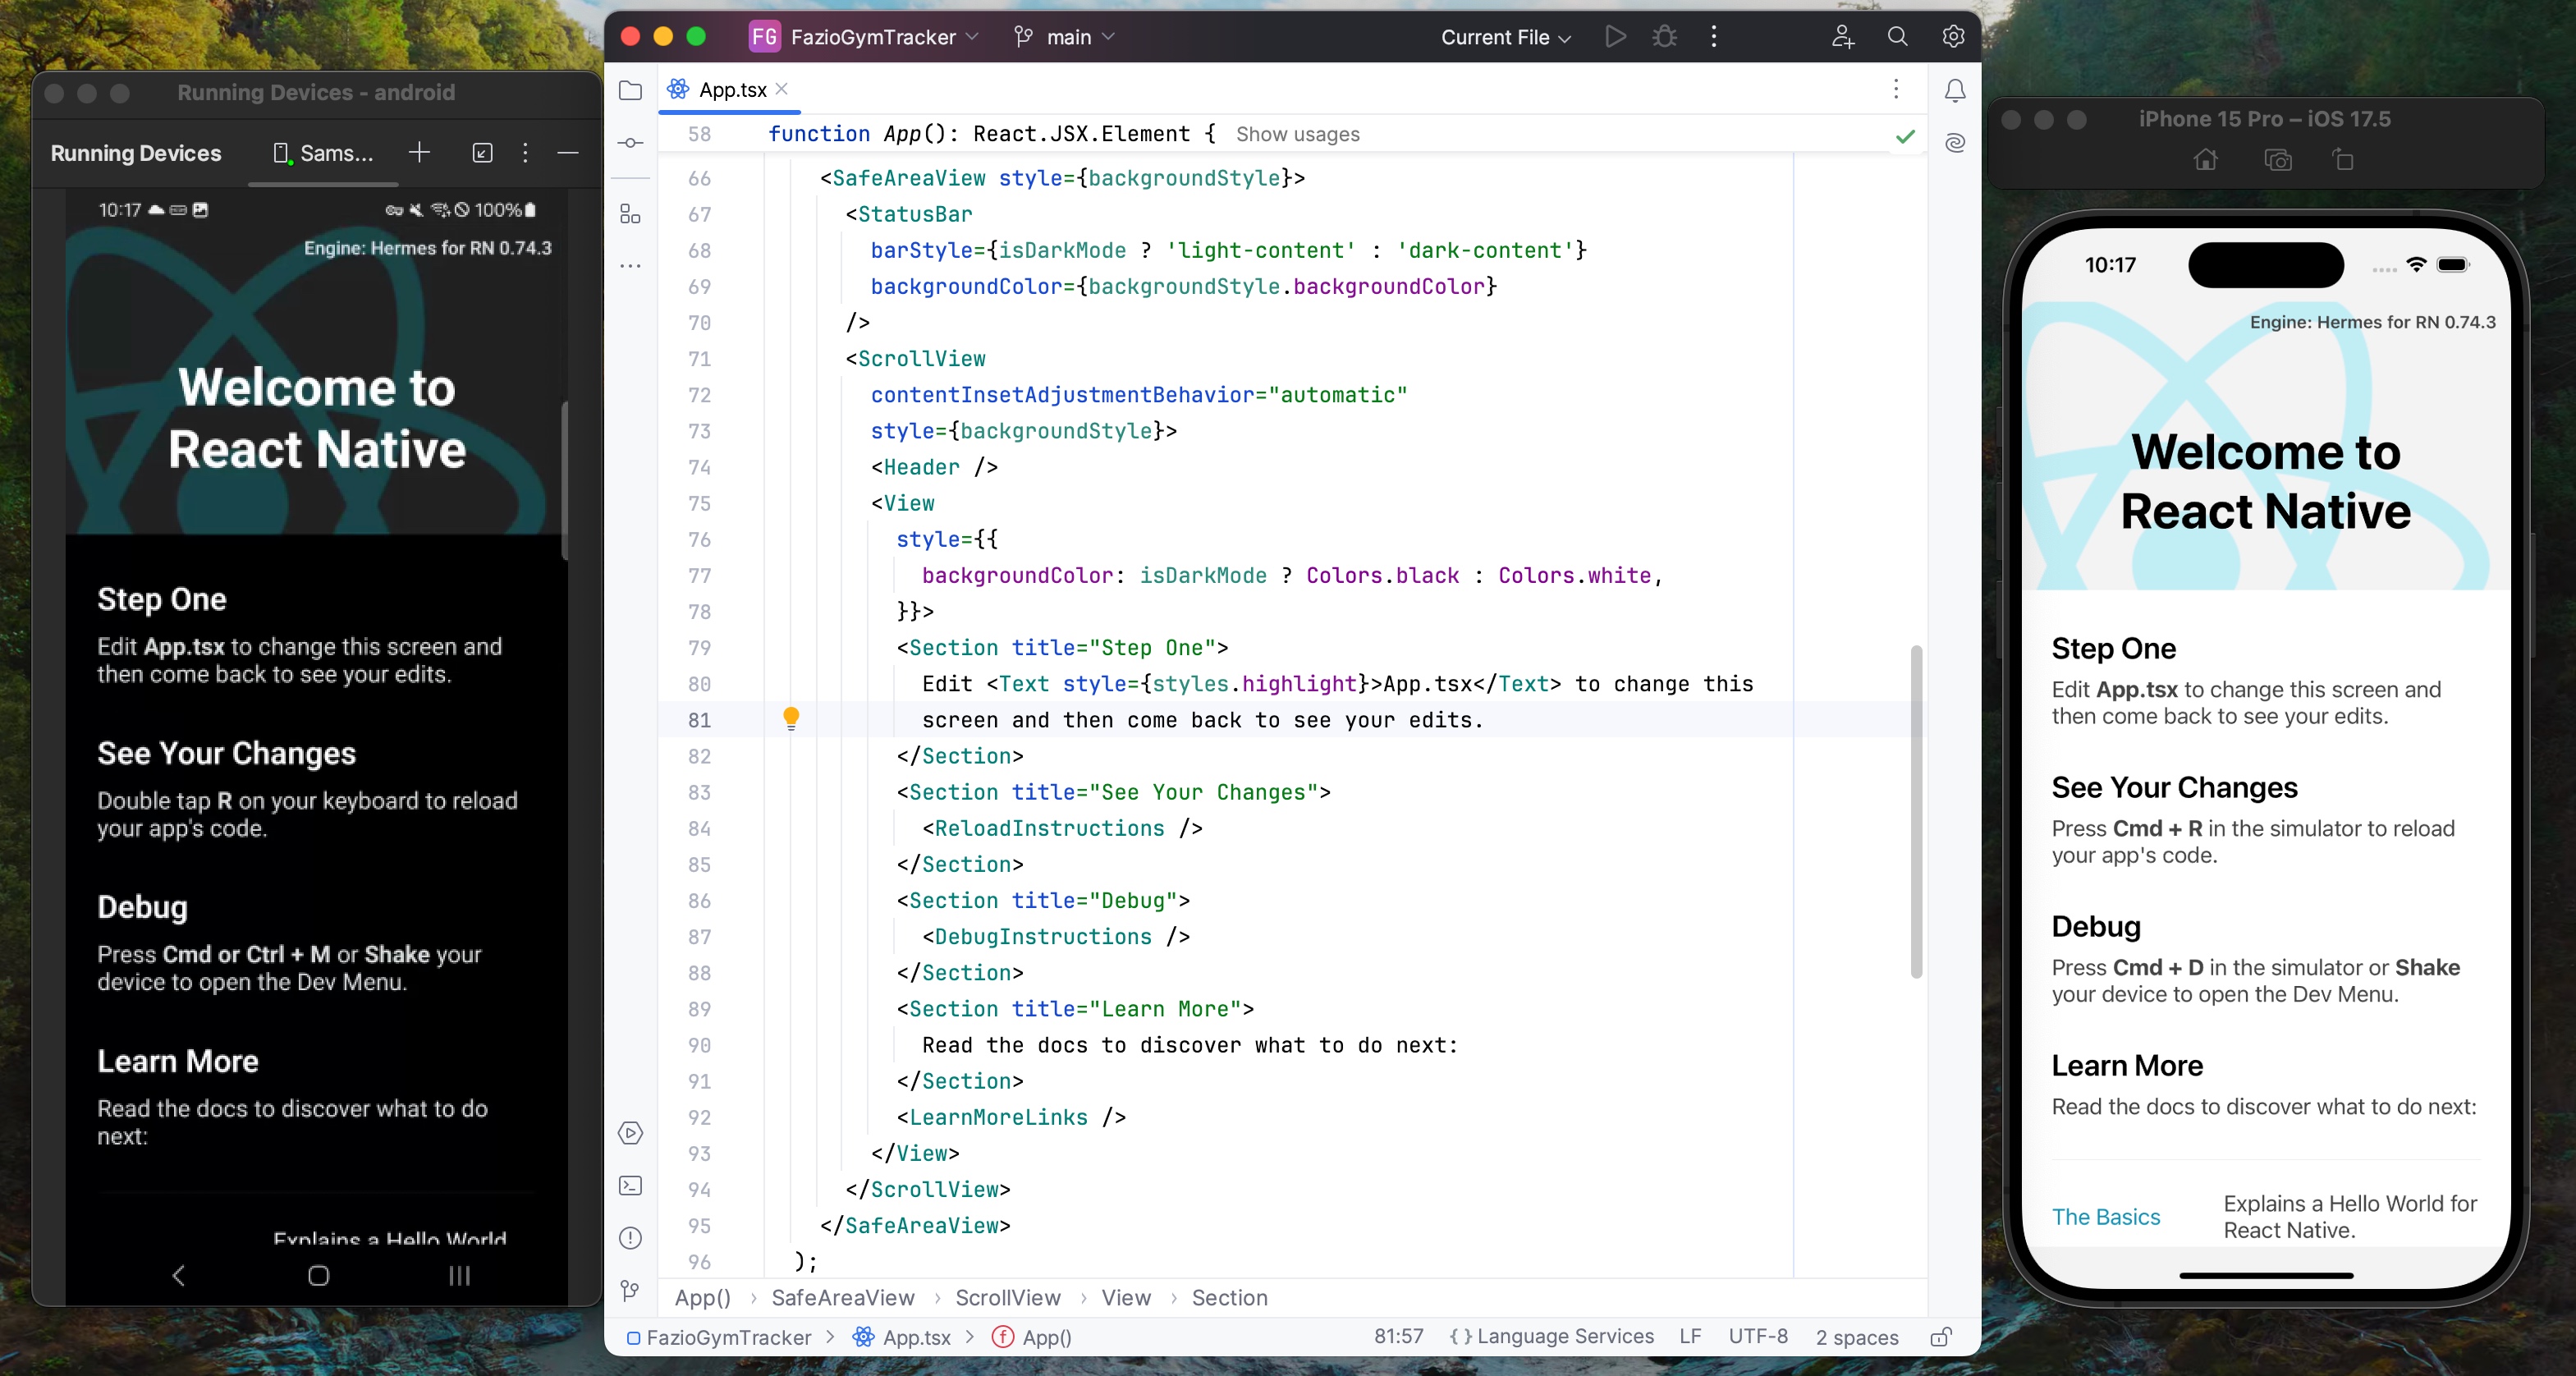 Running Devices - android
Running Devices
Sams...
10:17
100%
Engine: Hermes for RN 0.74.3
Welcome to
React Native
Step One
Edit App.tsx to change this screen and
then come back to see your edits.
See Your Changes
Double tap R on your keyboard to reload
your app's code.
Debug
Press Cmd or Ctrl + M or Shake your
device to open the Dev Menu.
Learn More
Read the docs to discover what to do
next:
Explains a Hello World
FG FazioGymTracker main Current File
App.tsx
58 function App(): React.JSX.Element { Show usages
66 <SafeAreaView style={backgroundStyle}>
67 <StatusBar
68 barStyle={isDarkMode ? 'light-content' : 'dark-content'}
69 backgroundColor={backgroundStyle.backgroundColor}
70 />
71 <ScrollView
72 contentInsetAdjustmentBehavior="automatic"
73 style={backgroundStyle}>
74 <Header />
75 <View
76 style={{
77 backgroundColor: isDarkMode ? Colors.black : Colors.white,
78 }}>
79 <Section title="Step One">
80 Edit <Text style={styles.highlight}>App.tsx</Text> to change this
81 screen and then come back to see your edits.
82 </Section>
83 <Section title="See Your Changes">
84 <ReloadInstructions />
85 </Section>
86 <Section title="Debug">
87 <DebugInstructions />
88 </Section>
89 <Section title="Learn More">
90 Read the docs to discover what to do next:
91 </Section>
92 <LearnMoreLinks />
93 </View>
94 </ScrollView>
95 </SafeAreaView>
96 );
App() › SafeAreaView › ScrollView › View › Section
FazioGymTracker > App.tsx > f App() 81:57 {} Language Services LF UTF-8 2 spaces
iPhone 15 Pro – iOS 17.5
10:17
Engine: Hermes for RN 0.74.3
Welcome to
React Native
Step One
Edit App.tsx to change this screen and
then come back to see your edits.
See Your Changes
Press Cmd + R in the simulator to reload
your app's code.
Debug
Press Cmd + D in the simulator or Shake
your device to open the Dev Menu.
Learn More
Read the docs to discover what to do next:
The Basics
Explains a Hello World for
React Native.